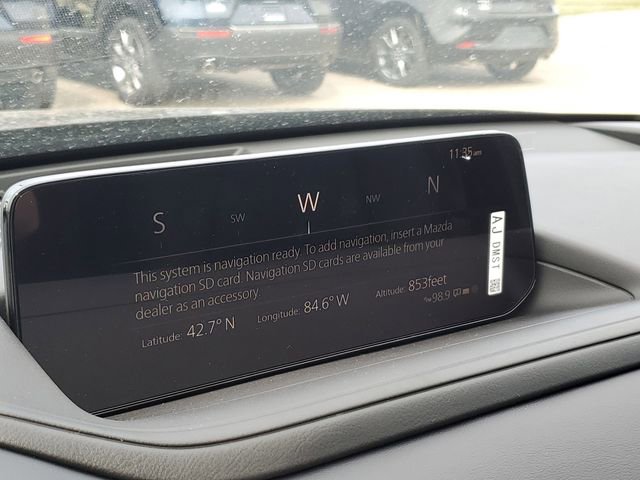 11:35 am
S SW W NW N
This system is navigation ready. To add navigation, insert a Mazda
navigation SD card. Navigation SD cards are available from your
dealer as an accessory.
Latitude: 42.7° N Longitude: 84.6° W Altitude: 853feet
98.9
AJ DMST